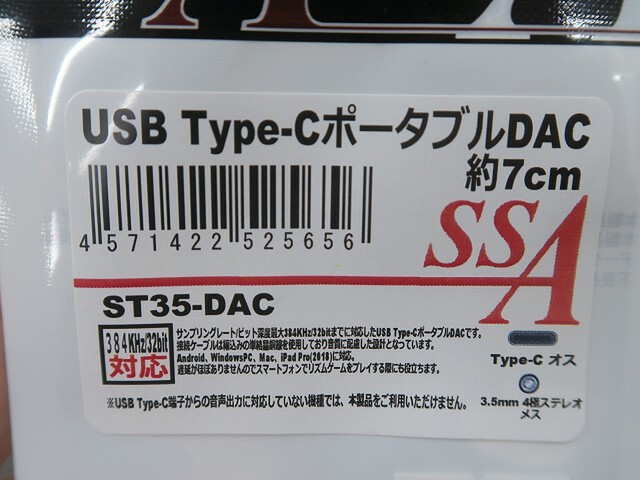 USB Type-CポータブルDAC
約7cm
4 571422 525656
SSA
ST35-DAC
384KHz/32bit
対応
サンプリングレート/ビット深度最大384KHz/32bitまでに対応したUSB Type-CポータブルDACです。
接続ケーブルは編込みの単結晶銅線を使用しており音質に配慮した設計となっています。
Android、WindowsPC、Mac、iPad Pro(2018)に対応。
遅延がほぼありませんのでスマートフォンでリズムゲームをプレイする際にも役立ちます。
Type-C オス
3.5mm 4極ステレオ
メス
※USB Type-C端子からの音声出力に対応していない機種では、本製品をご利用いただけません。